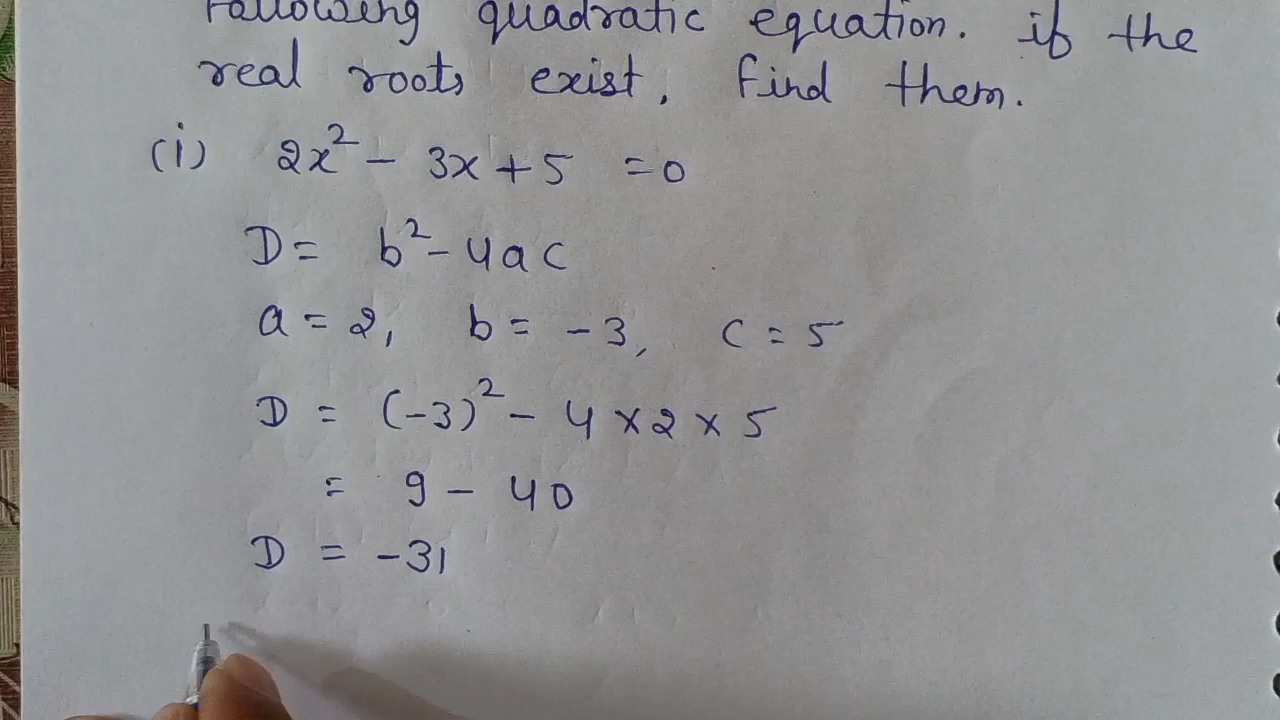 Following quadratic equation. if the
real roots exist, find them.
(i) 2x² - 3x + 5 = 0
D = b² - 4ac
a = 2, b = -3, c = 5
D = (-3)² - 4 × 2 × 5
= 9 - 40
D = -31